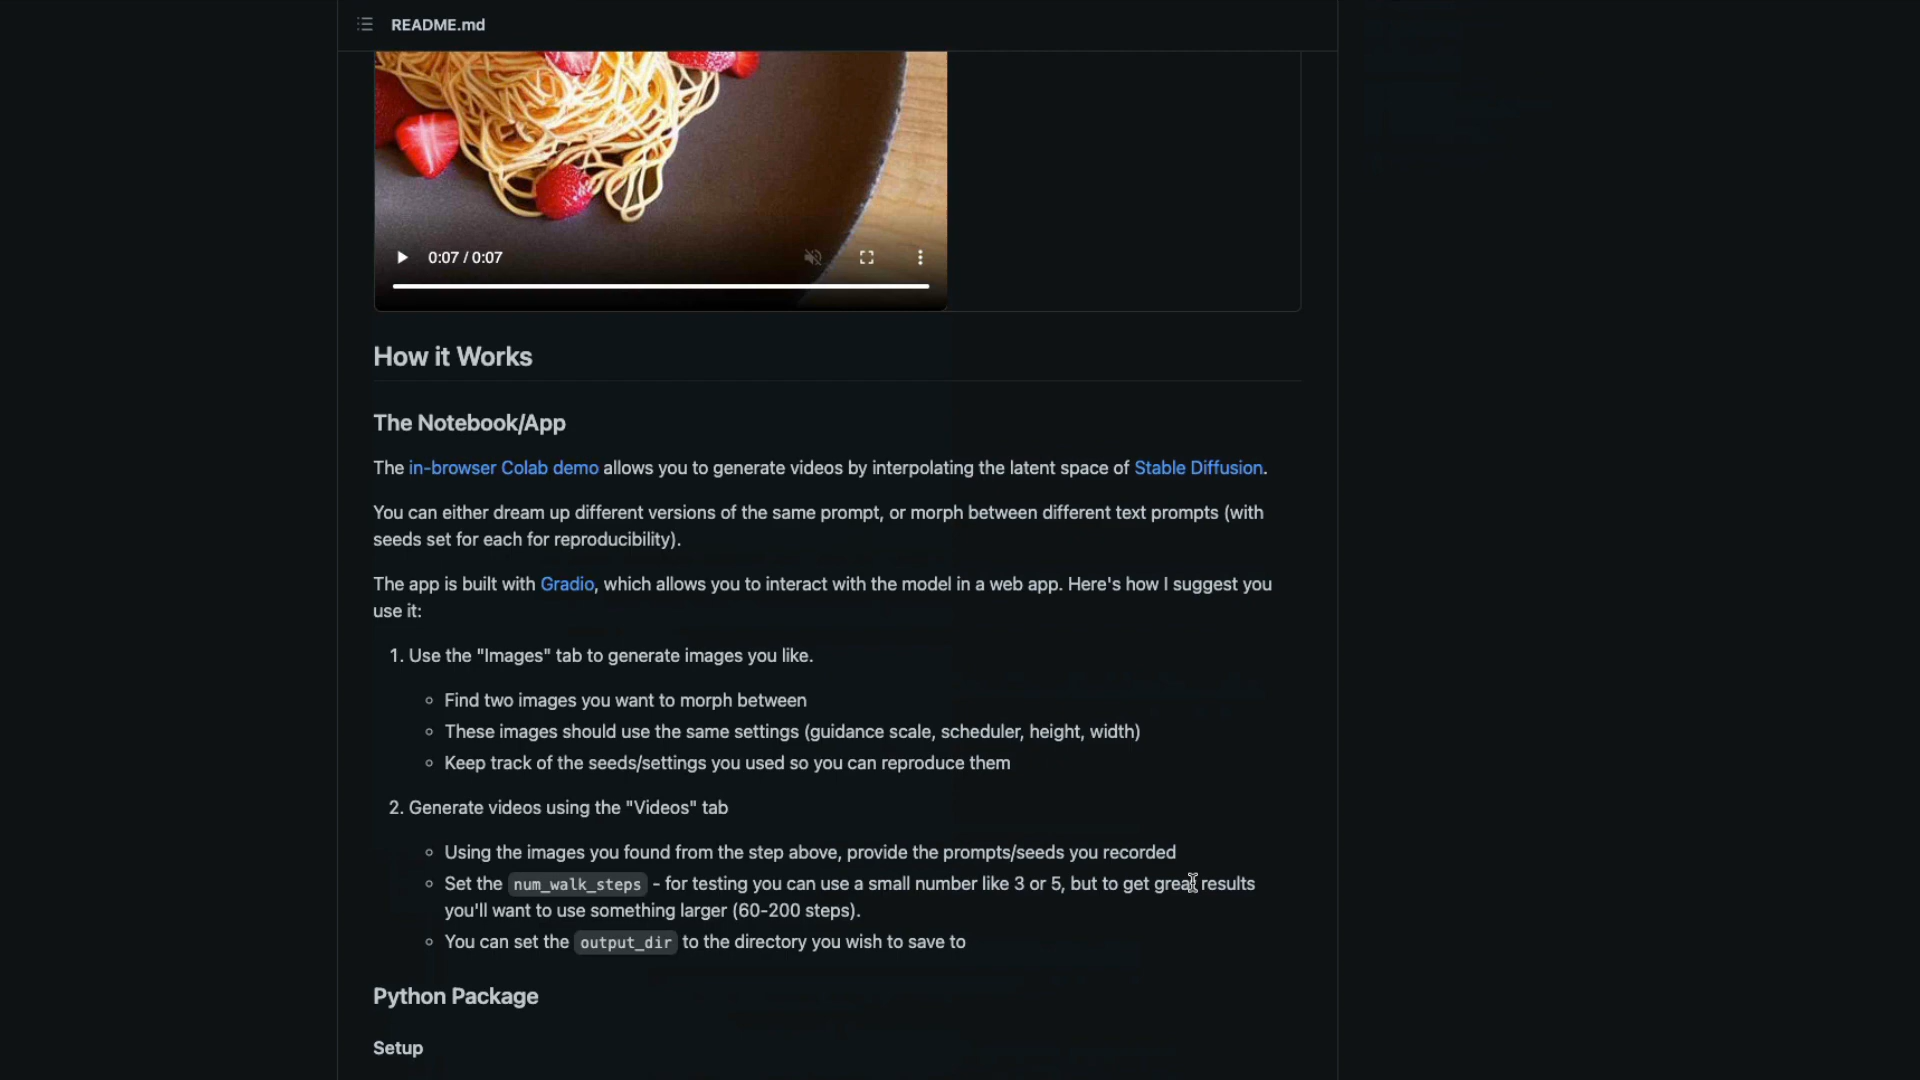 README.md
0:07 / 0:07
How it Works
The Notebook/App
The in-browser Colab demo allows you to generate videos by interpolating the latent space of Stable Diffusion.
You can either dream up different versions of the same prompt, or morph between different text prompts (with
seeds set for each for reproducibility).
The app is built with Gradio, which allows you to interact with the model in a web app. Here's how I suggest you
use it:
1. Use the "Images" tab to generate images you like.
◦ Find two images you want to morph between
◦ These images should use the same settings (guidance scale, scheduler, height, width)
◦ Keep track of the seeds/settings you used so you can reproduce them
2. Generate videos using the "Videos" tab
◦ Using the images you found from the step above, provide the prompts/seeds you recorded
◦ Set the num_walk_steps - for testing you can use a small number like 3 or 5, but to get great results
you'll want to use something larger (60-200 steps).
◦ You can set the output_dir to the directory you wish to save to
Python Package
Setup